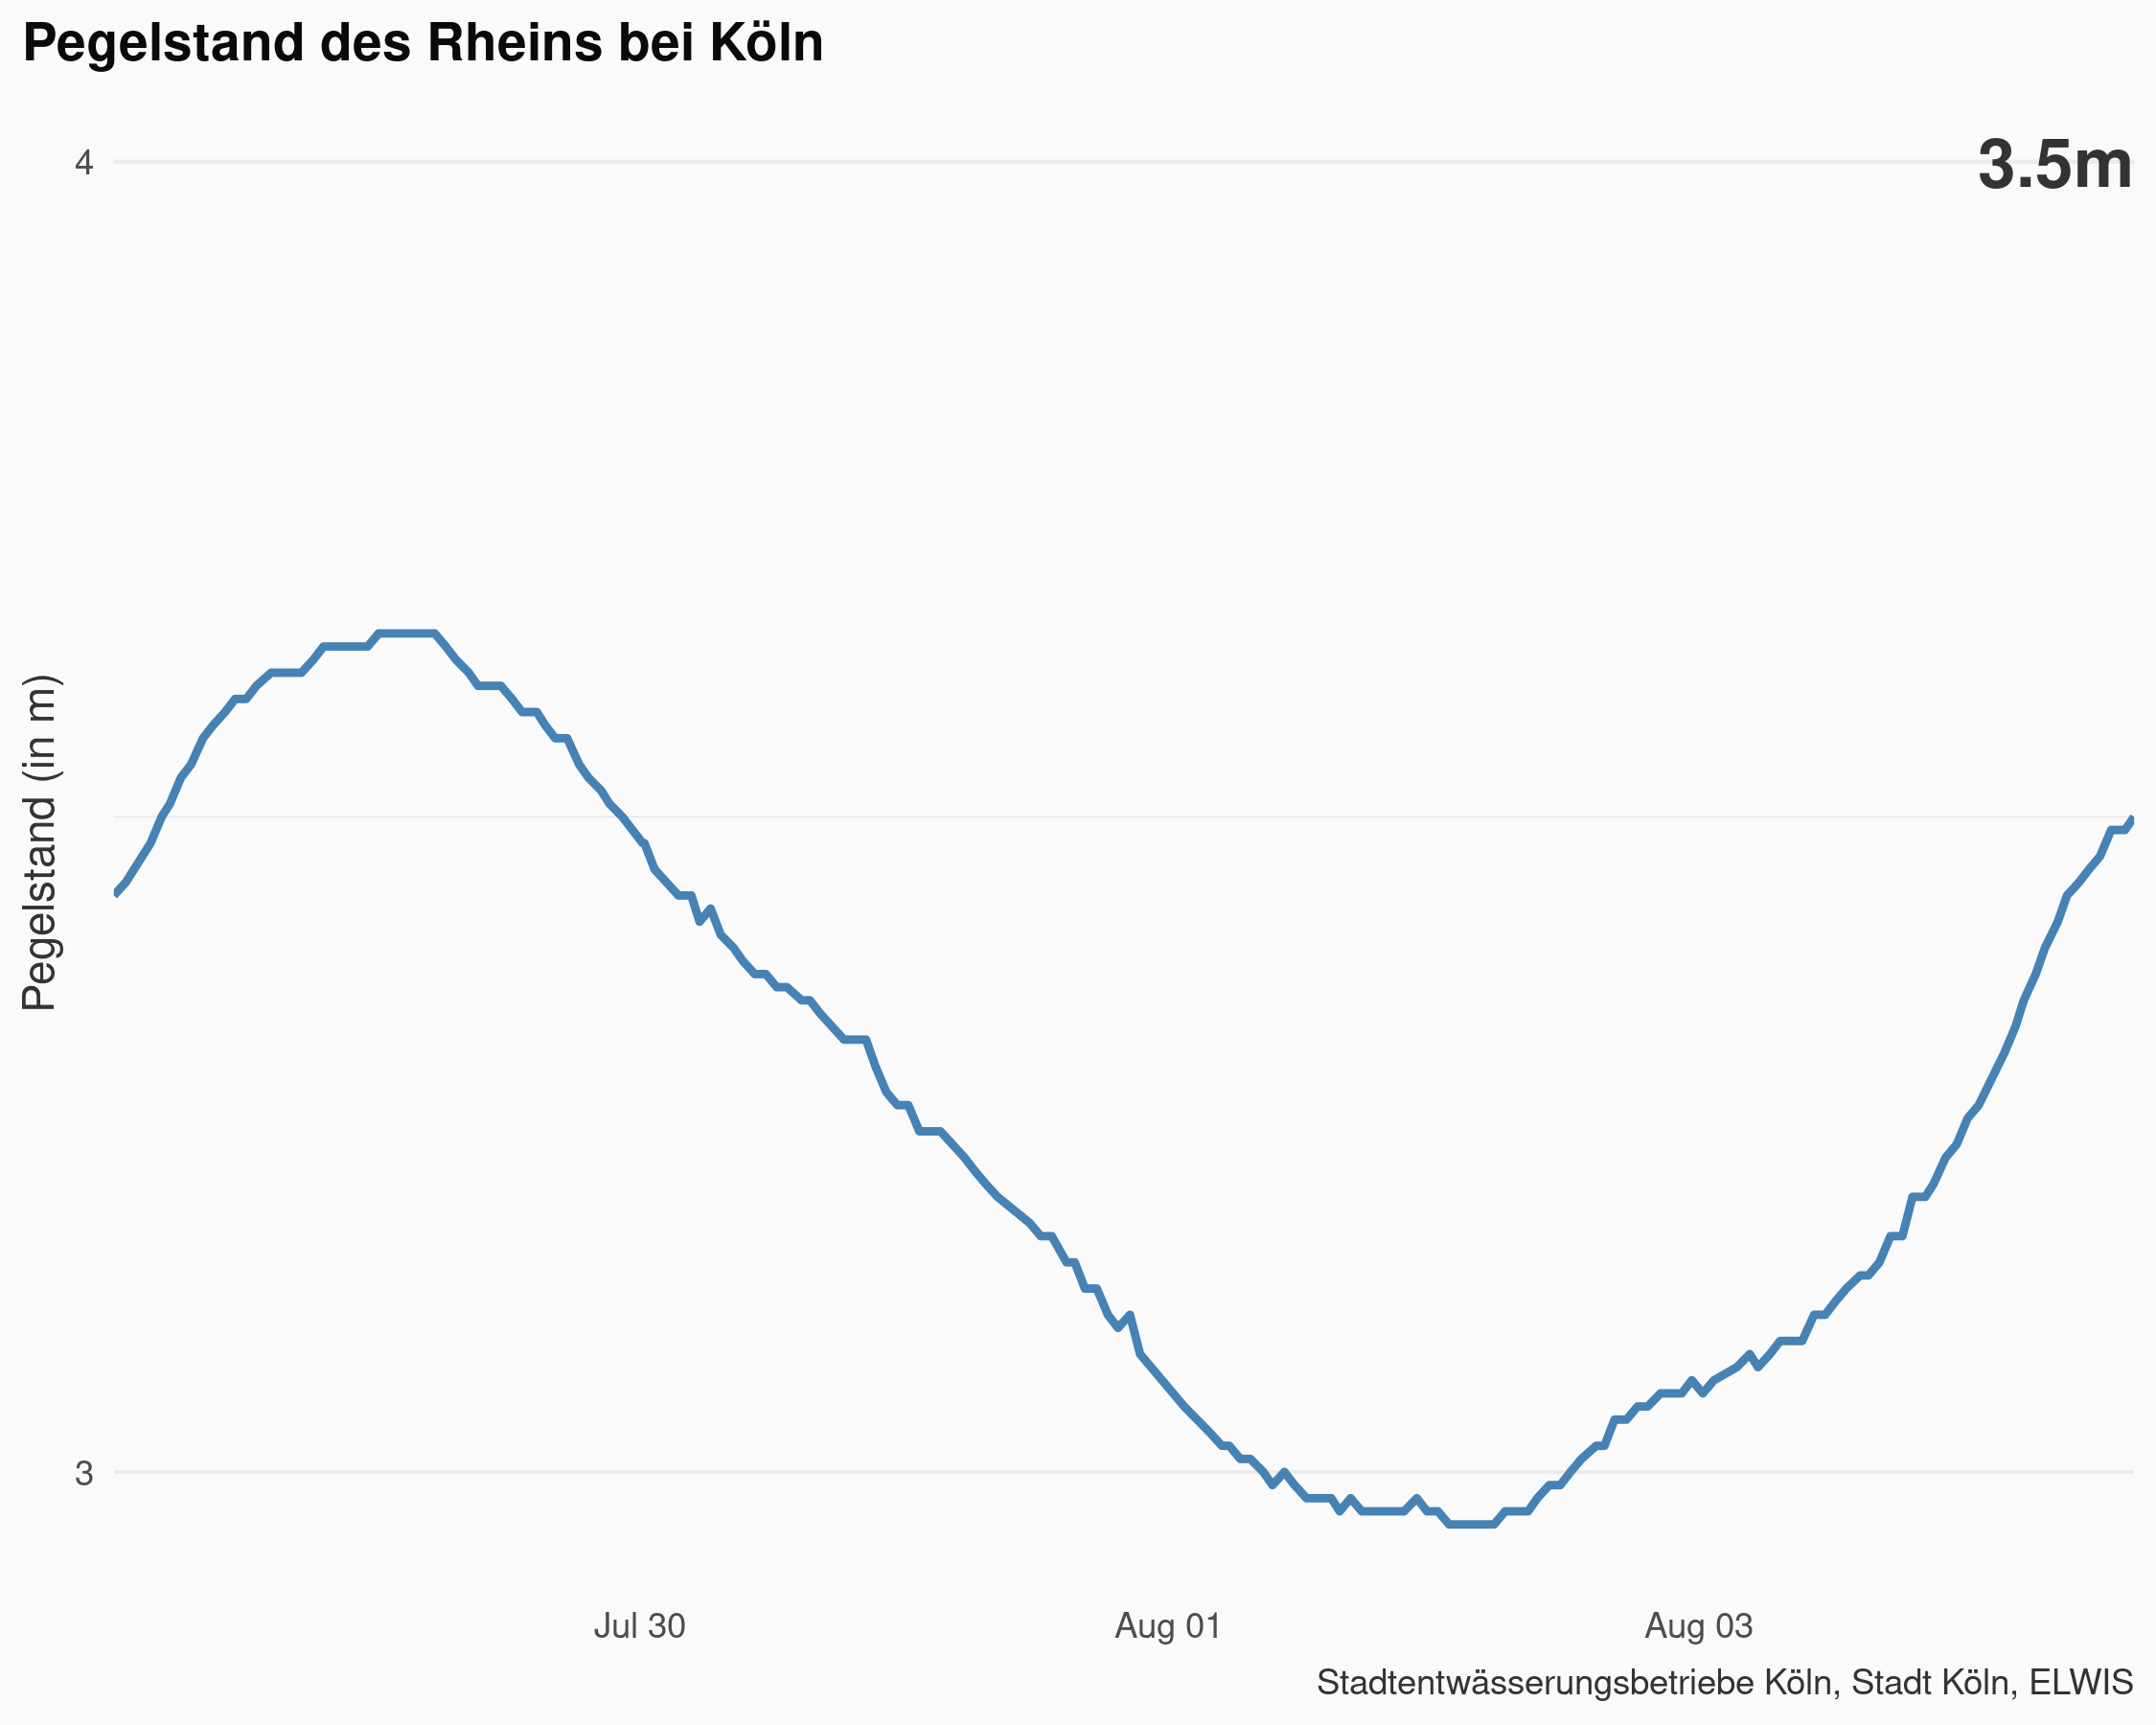 Pegelstand des Rheins bei Köln
3.5m
4
3
Pegelstand (in m)
Jul 30
Aug 01
Aug 03
Stadtentwässerungsbetriebe Köln, Stadt Köln, ELWIS